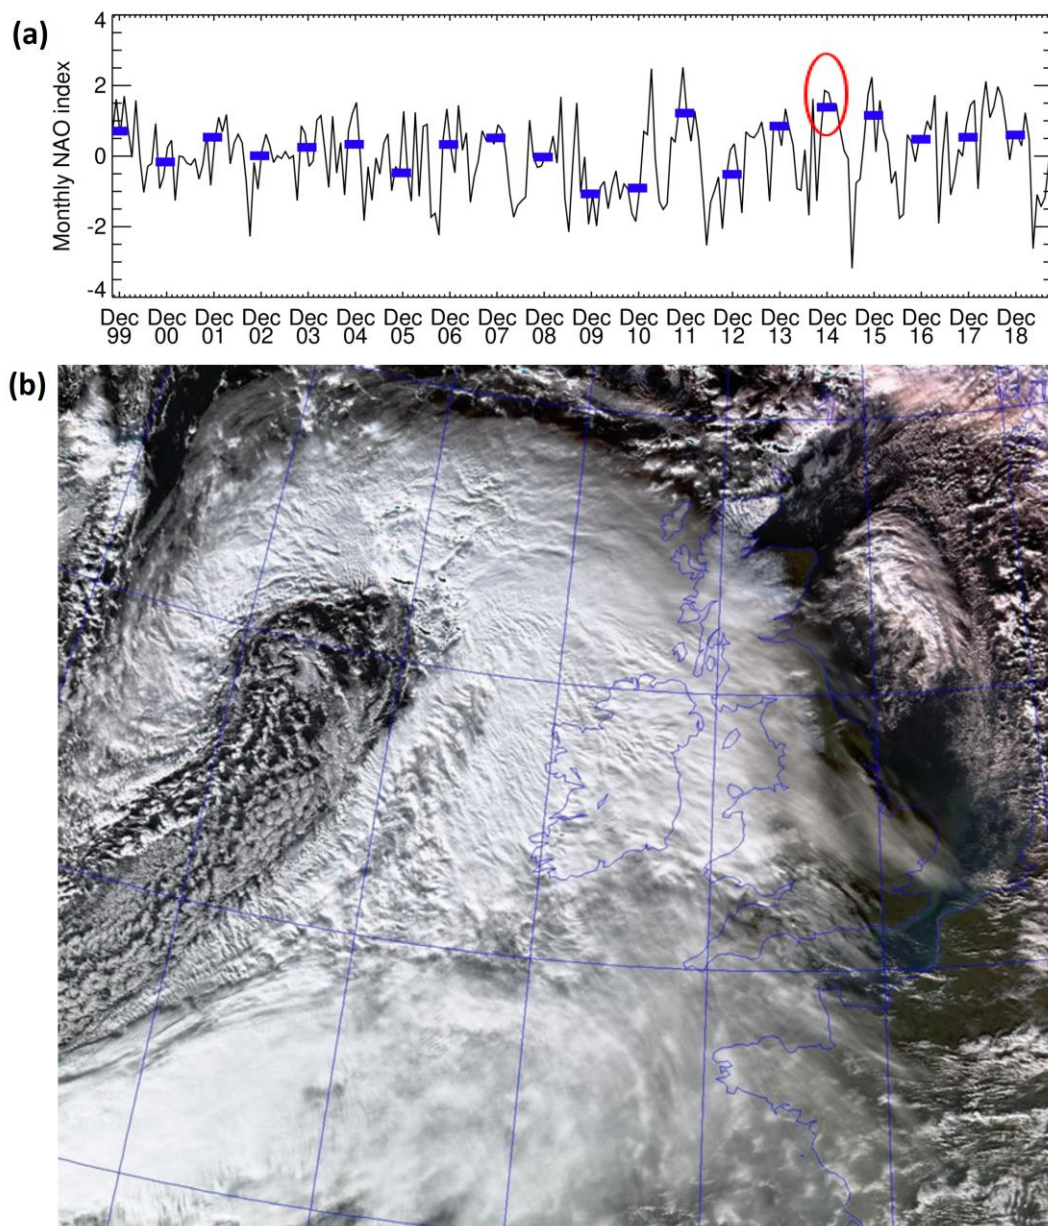 (a)
Monthly NAO index
4
2
0
-2
-4
Dec Dec Dec Dec Dec Dec Dec Dec Dec Dec Dec Dec Dec Dec Dec Dec Dec Dec Dec Dec
99 00 01 02 03 04 05 06 07 08 09 10 11 12 13 14 15 16 17 18
(b)